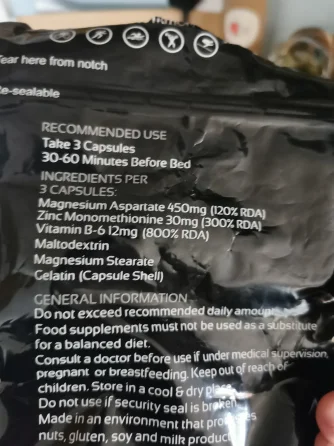 Tear here from notch
e-sealable
RECOMMENDED USE
Take 3 Capsules
30-60 Minutes Before Bed
INGREDIENTS PER
3 CAPSULES:
Magnesium Aspartate 450mg (120% RDA)
Zinc Monomethionine 30mg (300% RDA)
Vitamin B-6 12mg (800% RDA)
Maltodextrin
Magnesium Stearate
Gelatin (Capsule Shell)
GENERAL INFORMATION
Do not exceed recommended daily amount
Food supplements must not be used as a substitute
for a balanced diet.
Consult a doctor before use if under medical supervision,
pregnant or breastfeeding. Keep out of reach of
children. Store in a cool & dry place.
Do not use if security seal is broken.
Made in an environment that
nuts, gluten, soy and milk product